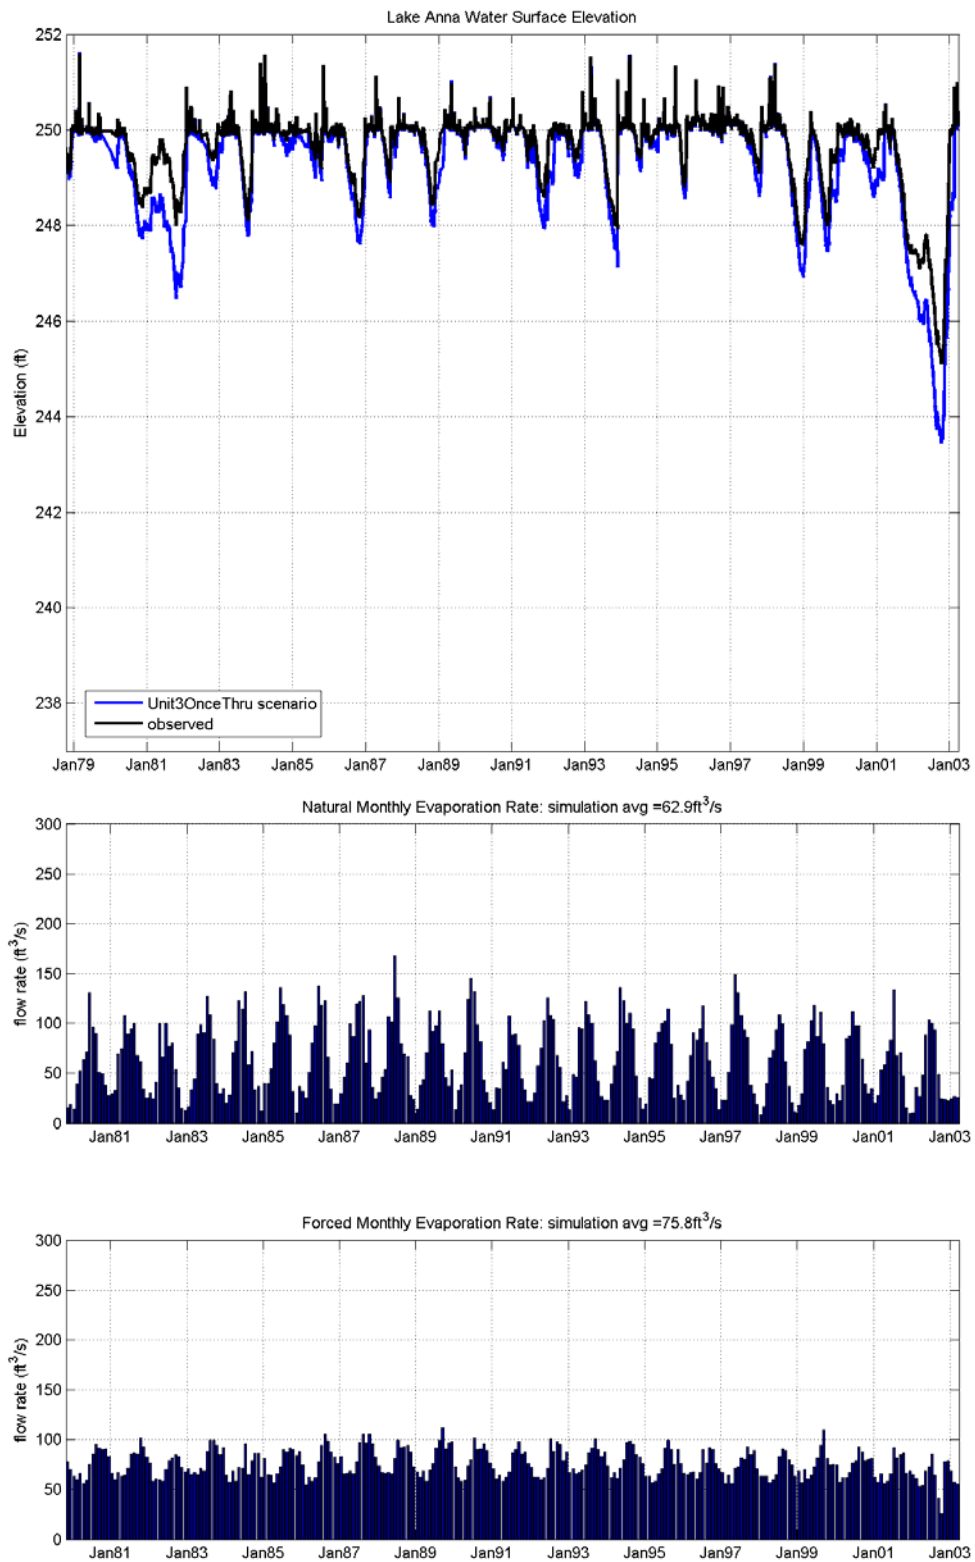 Lake Anna Water Surface Elevation
252
250
248
246
244
242
240
238
Elevation (ft)
Unit3OnceThru scenario
observed
Jan79 Jan81 Jan83 Jan85 Jan87 Jan89 Jan91 Jan93 Jan95 Jan97 Jan99 Jan01 Jan03
Natural Monthly Evaporation Rate: simulation avg =62.9ft³/s
300
250
200
150
100
50
0
flow rate (ft³/s)
Jan81 Jan83 Jan85 Jan87 Jan89 Jan91 Jan93 Jan95 Jan97 Jan99 Jan01 Jan03
Forced Monthly Evaporation Rate: simulation avg =75.8ft³/s
300
250
200
150
100
50
0
flow rate (ft³/s)
Jan81 Jan83 Jan85 Jan87 Jan89 Jan91 Jan93 Jan95 Jan97 Jan99 Jan01 Jan03